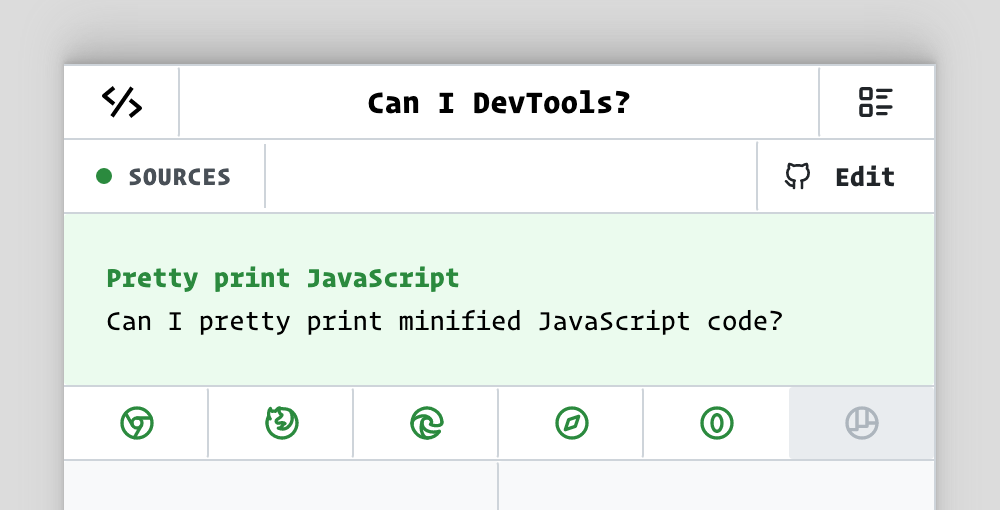 Can I DevTools?
SOURCES
Edit
Pretty print JavaScript
Can I pretty print minified JavaScript code?